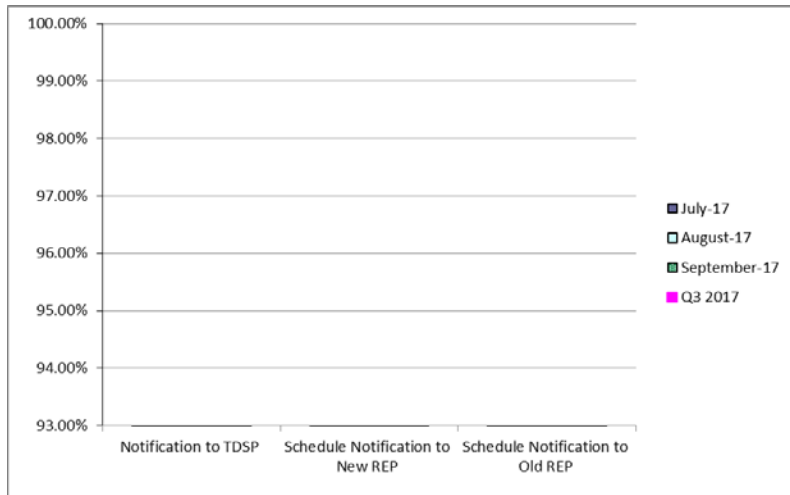 100.00%
99.00%
98.00%
97.00%
96.00%
95.00%
94.00%
93.00%
Notification to TDSP
Schedule Notification to
New REP
Schedule Notification to
Old REP
July-17
August-17
September-17
Q3 2017